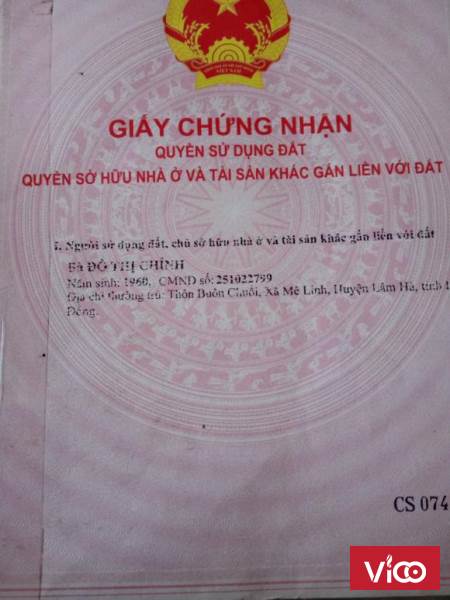 GIẤY CHỨNG NHẬN
QUYỀN SỬ DỤNG ĐẤT
QUYỀN SỞ HỮU NHÀ Ở VÀ TÀI SẢN KHÁC GẮN LIỀN VỚI ĐẤT
I. Người sử dụng đất, chủ sở hữu nhà ở và tài sản khác gắn liền với đất
Bà ĐỖ THỊ CHÍNH
Năm sinh: 1960, CMND số: 251022799
Địa chỉ thường trú: Thôn Buôn Chuối, Xã Mê Linh, Huyện Lâm Hà, tỉnh
Đồng.
CS 074
ViCO